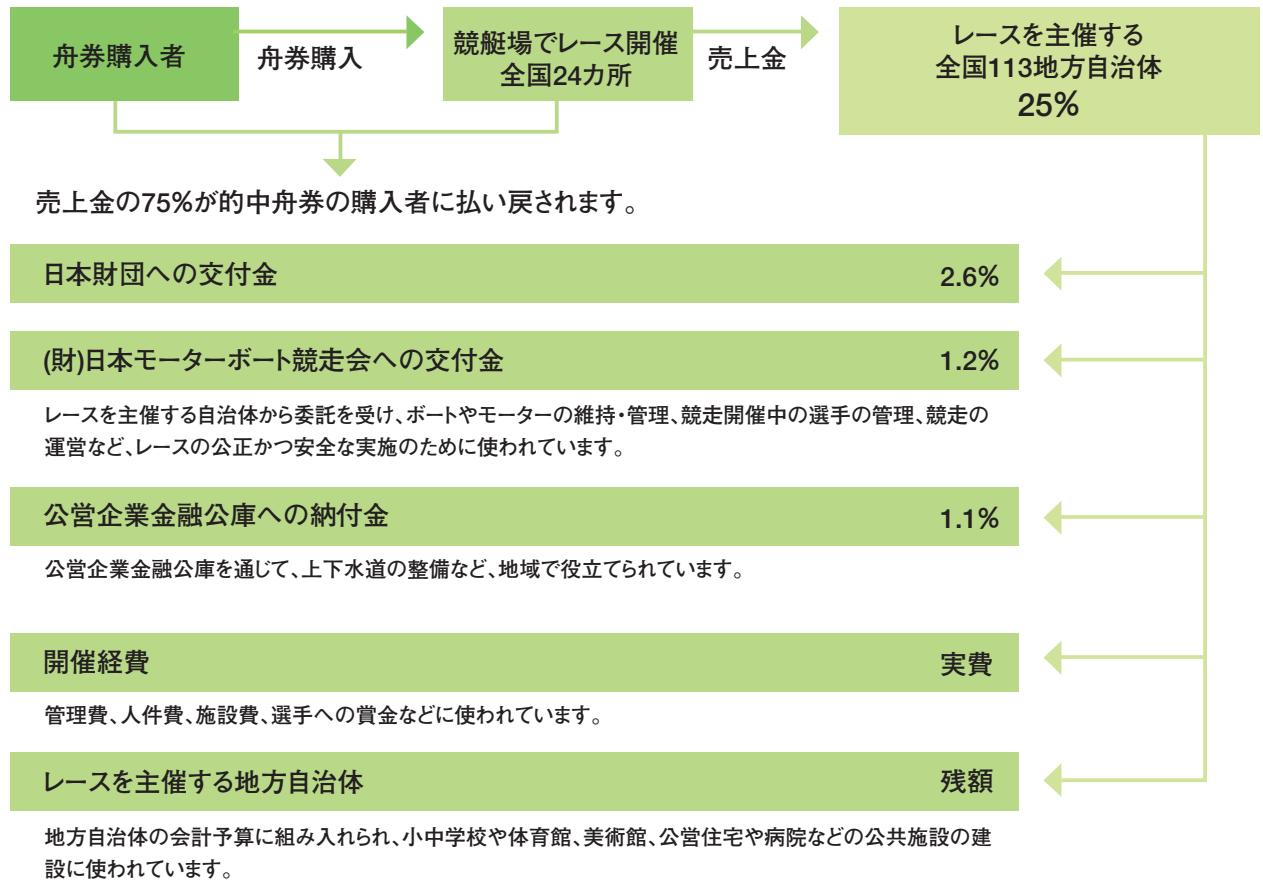 舟券購入者
舟券購入
競艇場でレース開催
全国24カ所
売上金
レースを主催する
全国113地方自治体
25%
売上金の75%が的中舟券の購入者に払い戻されます。
日本財団への交付金 2.6%
(財)日本モーターボート競走会への交付金 1.2%
レースを主催する自治体から委託を受け、ボートやモーターの維持・管理、競走開催中の選手の管理、競走の
運営など、レースの公正かつ安全な実施のために使われています。
公営企業金融公庫への納付金 1.1%
公営企業金融公庫を通じて、上下水道の整備など、地域で役立てられています。
開催経費 実費
管理費、人件費、施設費、選手への賞金などに使われています。
レースを主催する地方自治体 残額
地方自治体の会計予算に組み入れられ、小中学校や体育館、美術館、公営住宅や病院などの公共施設の建
設に使われています。